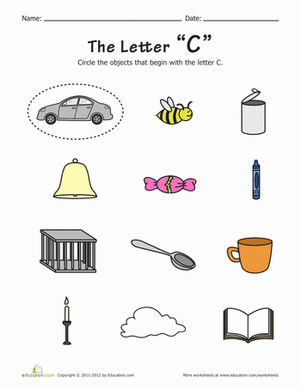 Name: Date:
The Letter “C”
Circle the objects that begin with the letter C.
education.com
Copyright © 2011-2012 by Education.com
More worksheets at www.education.com/worksheets